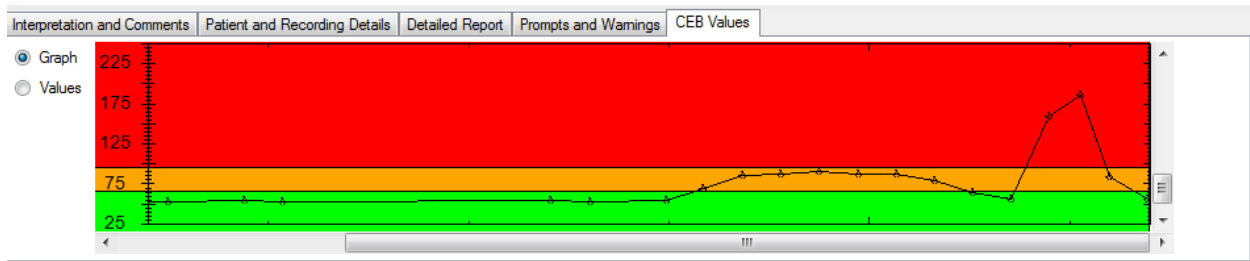 Interpretation and Comments Patient and Recording Details Detailed Report Prompts and Warnings CEB Values
Graph
Values
225
175
125
75
25